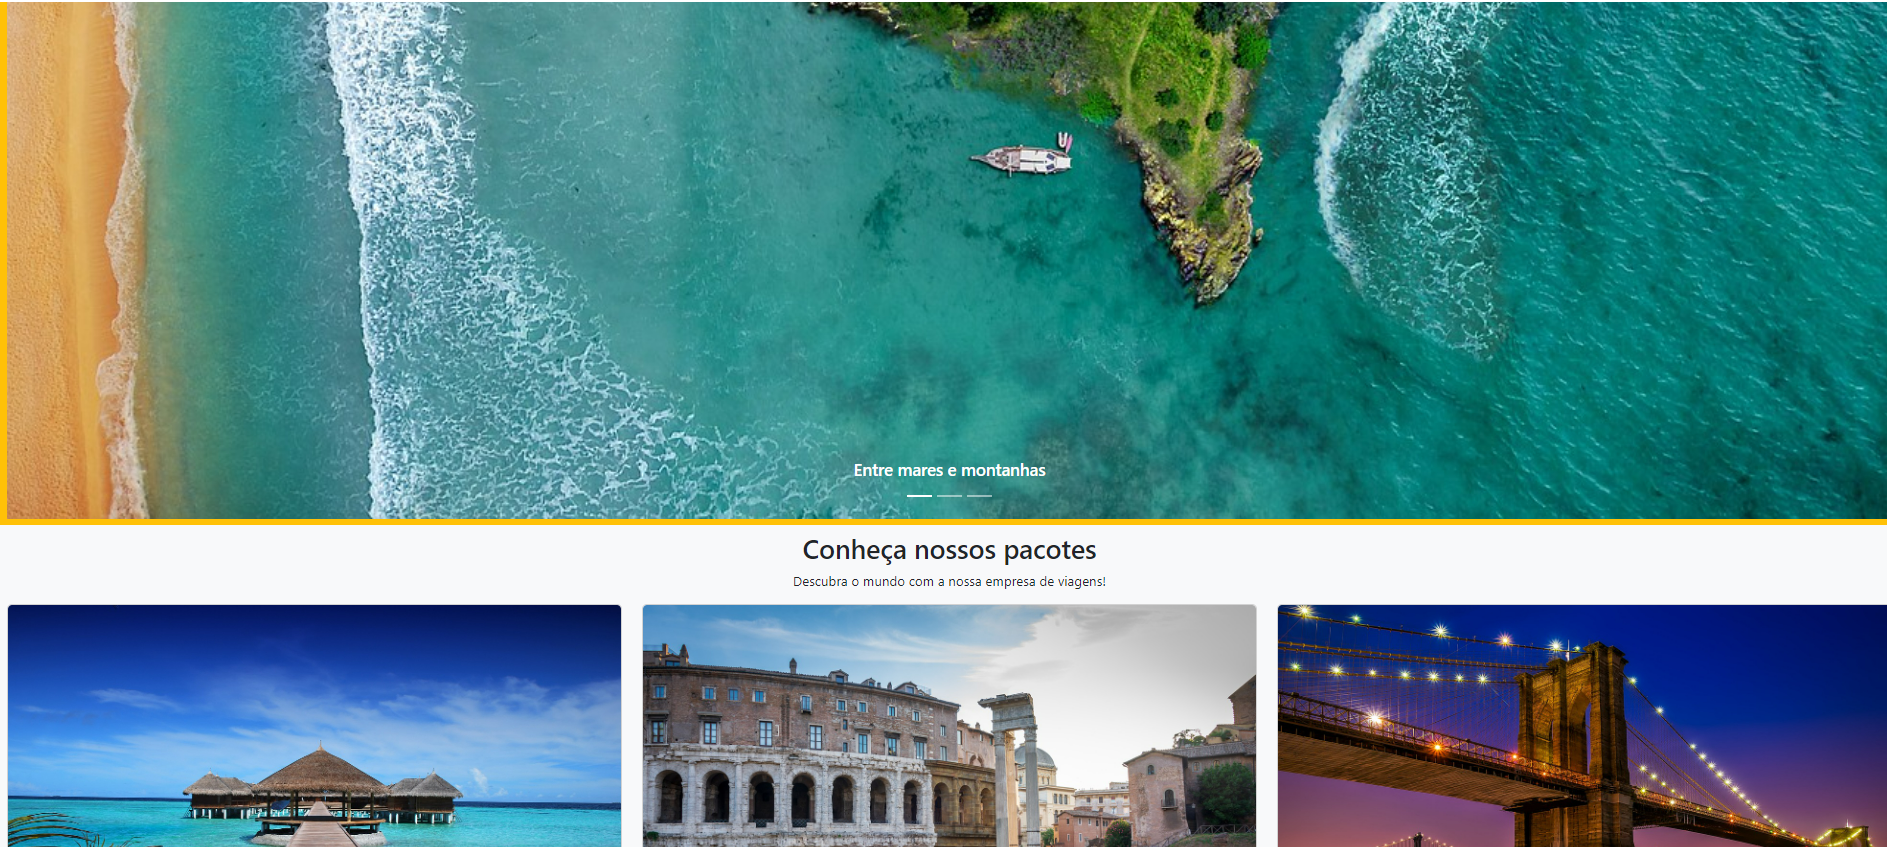 Entre mares e montanhas
Conheça nossos pacotes
Descubra o mundo com a nossa empresa de viagens!